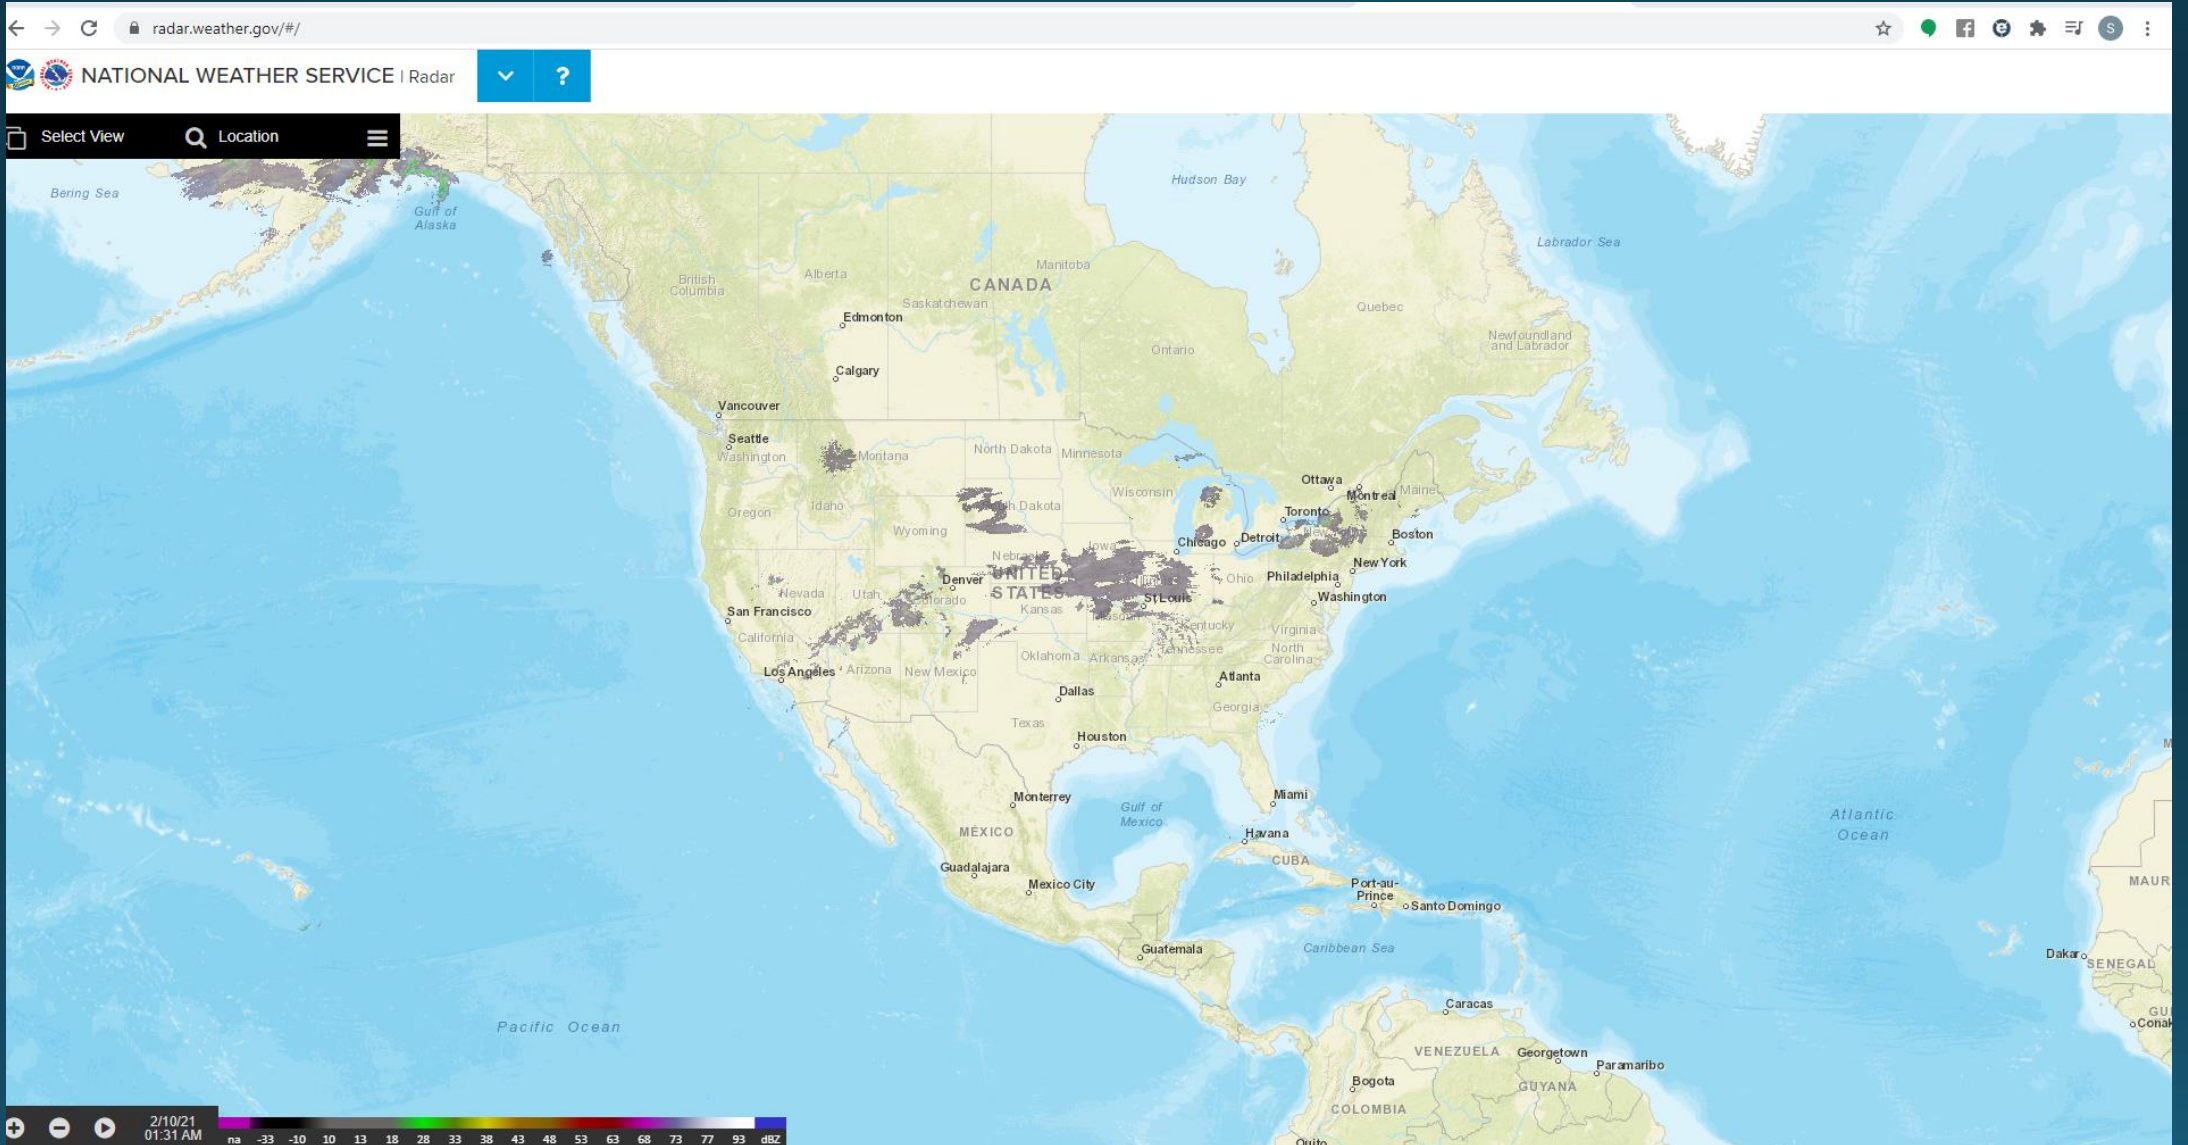 radar.weather.gov/#/
S
NATIONAL WEATHER SERVICE | Radar
?
Select View
Location
Bering Sea
Gulf of
Alaska
Hudson Bay
Labrador Sea
British
Columbia
Alberta
Manitoba
CANADA
Saskatchewan
Edmonton
Quebec
Newfoundland
and Labrador
Ontario
Calgary
Vancouver
Seattle
Washington
Montana
North Dakota
Minnesota
Ottawa
Montreal
Maine
Wisconsin
Oregon
Idaho
Dakota
Toronto
Wyoming
Boston
Chicago
Detroit
Iowa
New York
Denver
UNITED
STATES
Ohio
Philadelphia
Nevada
Utah
Colorado
St Louis
Washington
San Francisco
Kansas
Missouri
Kentucky
Virginia
California
Tennessee
North
Carolina
Oklahoma
Arkansas
Los Angeles
Arizona
New Mexico
Atlanta
Dallas
Georgia
Texas
Houston
Monterrey
Miami
Gulf of
Mexico
Atlantic
Ocean
MÉXICO
Havana
CUBA
Guadalajara
Mexico City
Port-au-
Prince
Santo Domingo
MAUR
Guatemala
Caribbean Sea
Dakar
SENEGAL
Caracas
GUI
Conak
Pacific Ocean
VENEZUELA
Georgetown
Paramaribo
Bogota
GUYANA
COLOMBIA
Quito
2/10/21
01:31 AM
na -33 -10 10 13 18 28 33 38 43 48 53 63 68 73 77 93 dBZ